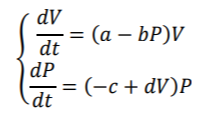 dV/dt = (a − bP)V
dP/dt = (−c + dV)P